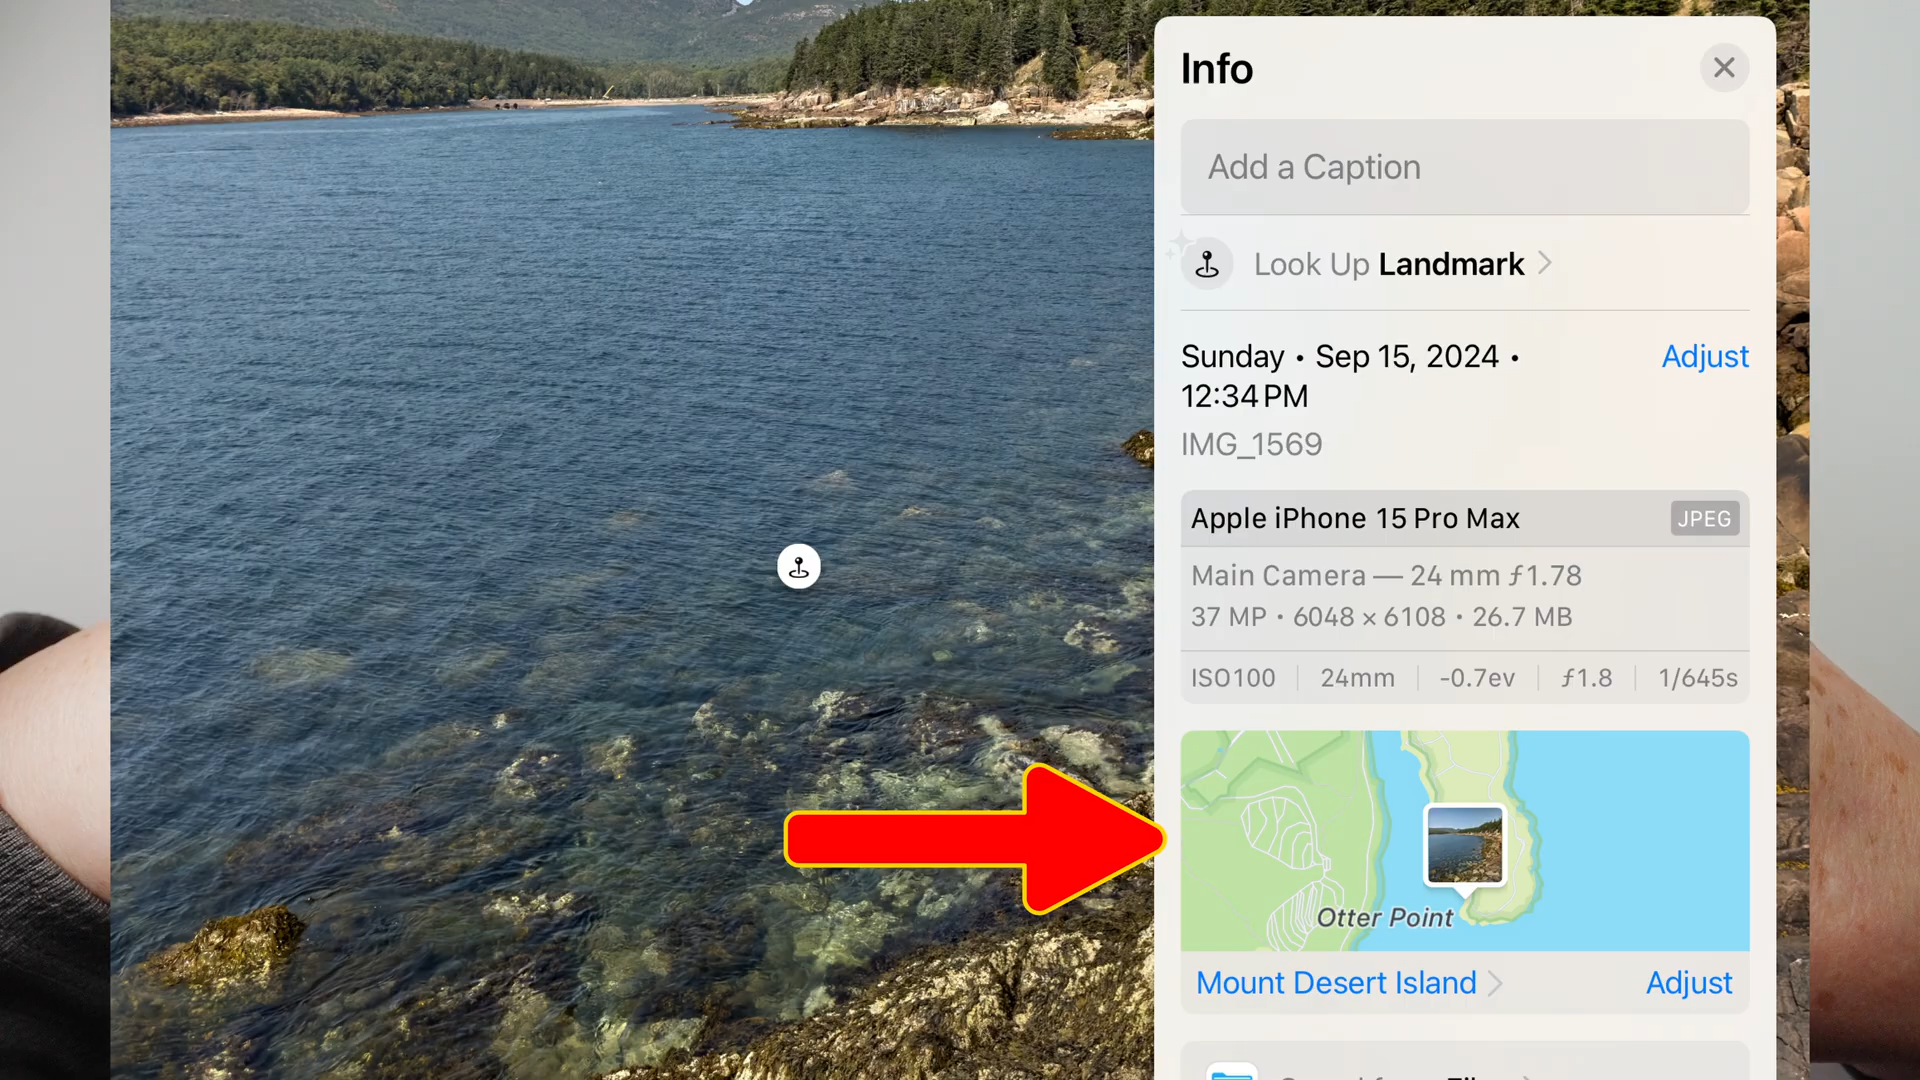 Info
Add a Caption
Look Up Landmark
Sunday • Sep 15, 2024 •
Adjust
12:34 PM
IMG_1569
Apple iPhone 15 Pro Max
JPEG
Main Camera — 24 mm ƒ1.78
37 MP • 6048 × 6108 • 26.7 MB
ISO100
24mm
-0.7ev
ƒ1.8
1/645s
Otter Point
Mount Desert Island
Adjust